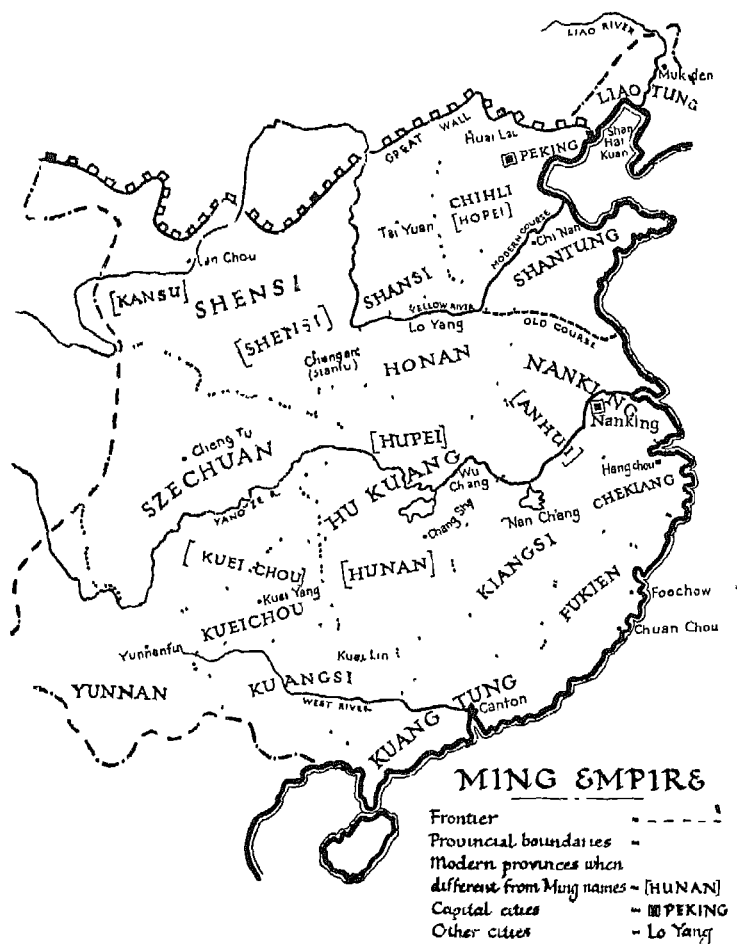 LIAO RIVER
Mukden
LIAO TUNG
GREAT WALL
Huai Lai
PEKING
Shan
Hai
Kuan
CHIHLI
[HOPEI]
Tai Yuan
MODERN COURSE
Chi Nan
SHANTUNG
Lan Chou
[KANSU]
SHENSI
SHANSI
YELLOW RIVER
[SHENSI]
Lo Yang
OLD COURSE
HONAN
(Sianfu)
NANKING
Nanking
[ANHUI]
Cheng Tu
SZECHUAN
[HUPEI]
HU KUANG
Wu
Chang
Hangchou
CHEKIANG
YANGTZE R.
Chang Sha
Nan Ch'ang
[KUEI CHOU]
[HUNAN]
KIANGSI
Kuei Yang
KUEICHOU
FUKIEN
Foochow
Chuan Chou
Yunnanfu
Kuei Lin
YUNNAN
KUANGSI
WEST RIVER
KUANG TUNG
Canton
MING EMPIRE
Frontier
Provincial boundaries
Modern provinces when
different from Ming names - [HUNAN]
Capital cities - PEKING
Other cities - Lo Yang